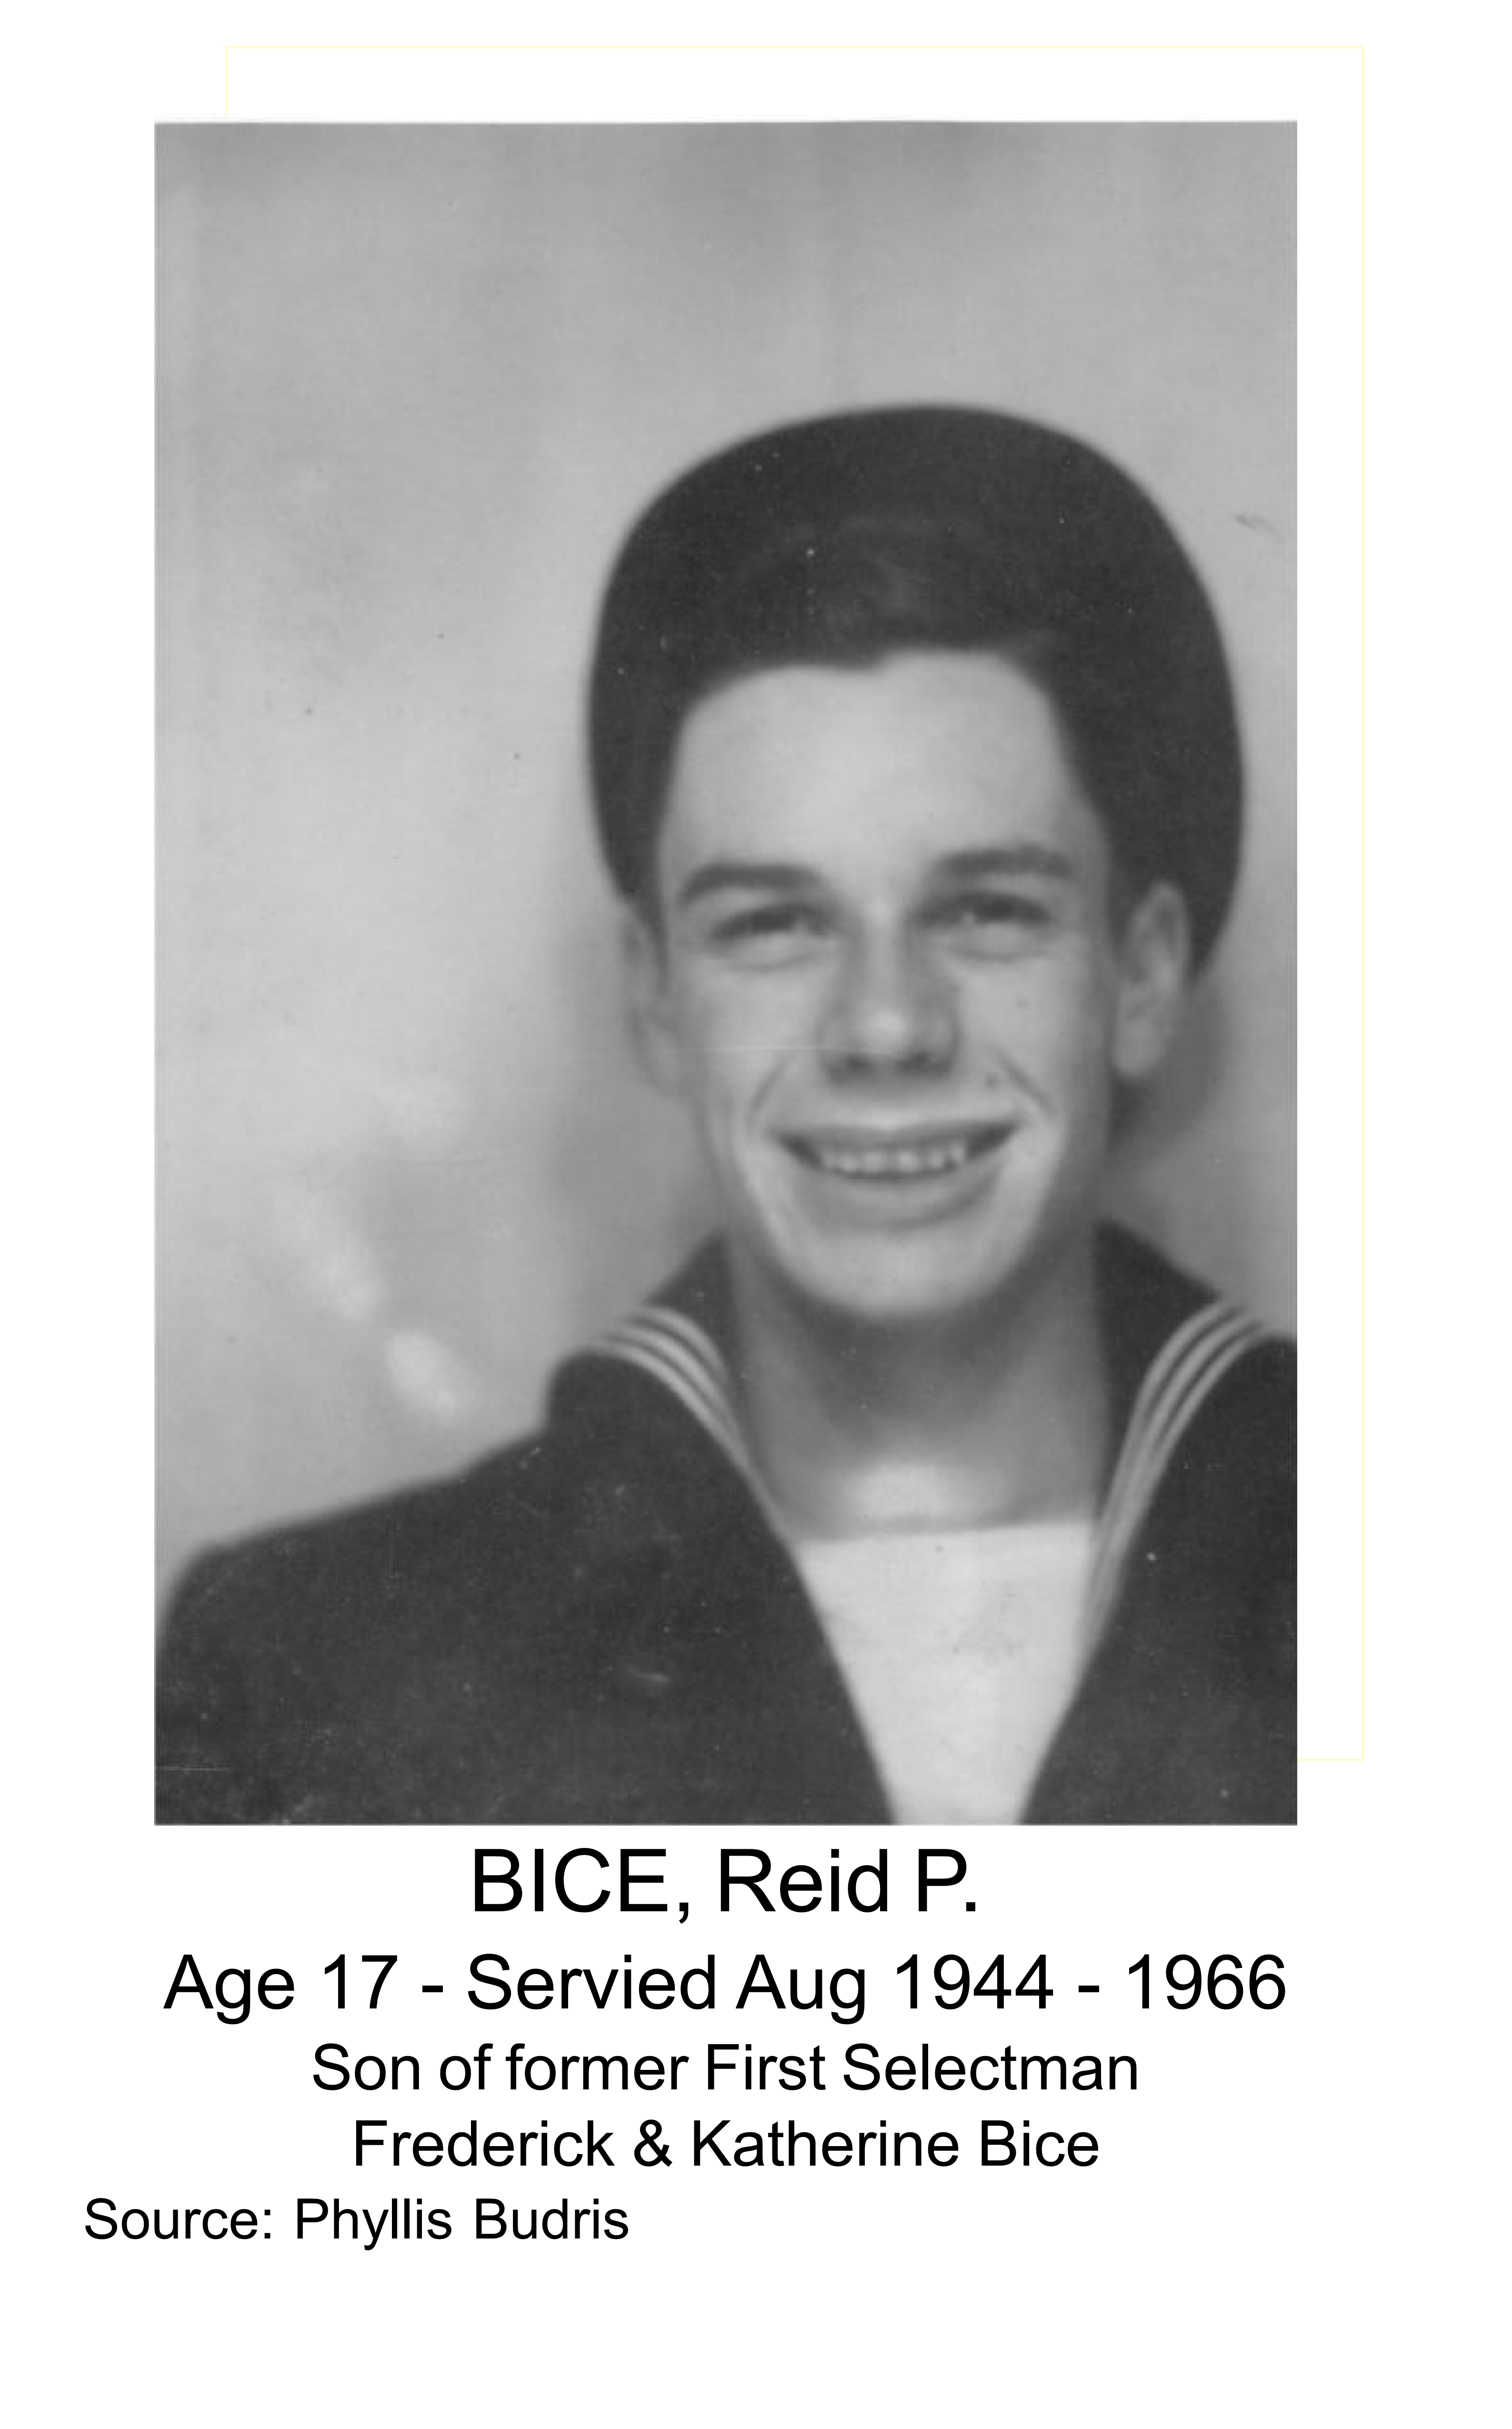 BICE, Reid P.
Age 17 - Servied Aug 1944 - 1966
Son of former First Selectman
Frederick & Katherine Bice
Source: Phyllis Budris